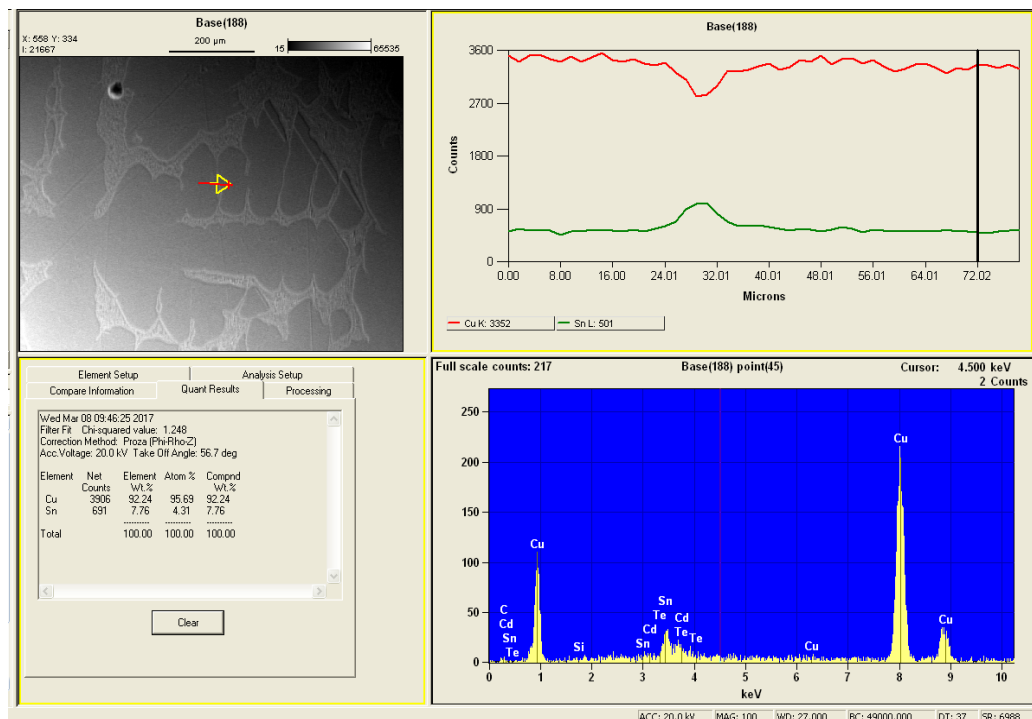 Base(188)
X: 558 Y: 334
I: 21667
200 µm
15
65535
Base(188)
3600
2700
1800
900
0
Counts
0.00 8.00 16.00 24.01 32.01 40.01 48.01 56.01 64.01 72.02
Microns
Cu K: 3352 Sn L: 501
Element Setup Analysis Setup
Compare Information Quant Results Processing
Wed Mar 08 09:46:25 2017
Filter Fit Chi-squared value: 1.248
Correction Method: Proza (Phi-Rho-Z)
Acc.Voltage: 20.0 kV Take Off Angle: 56.7 deg
Element Net Element Atom % Compnd
Counts Wt.% Wt.%
Cu 3906 92.24 95.69 92.24
Sn 691 7.76 4.31 7.76
Total 100.00 100.00 100.00
Clear
Full scale counts: 217 Base(188) point(45) Cursor: 4.500 keV
2 Counts
250
200
150
100
50
0
Cu
Cu
C
Cd
Sn
Te
Si
Sn
Cd
Te
Sn
Cd
Te
Te
Cu
Cu
0 1 2 3 4 5 6 7 8 9 10
keV
ACC: 20.0 kV MAG: 100 WD: 27.000 BC: 49000.000 DT: 37 SR: 6988